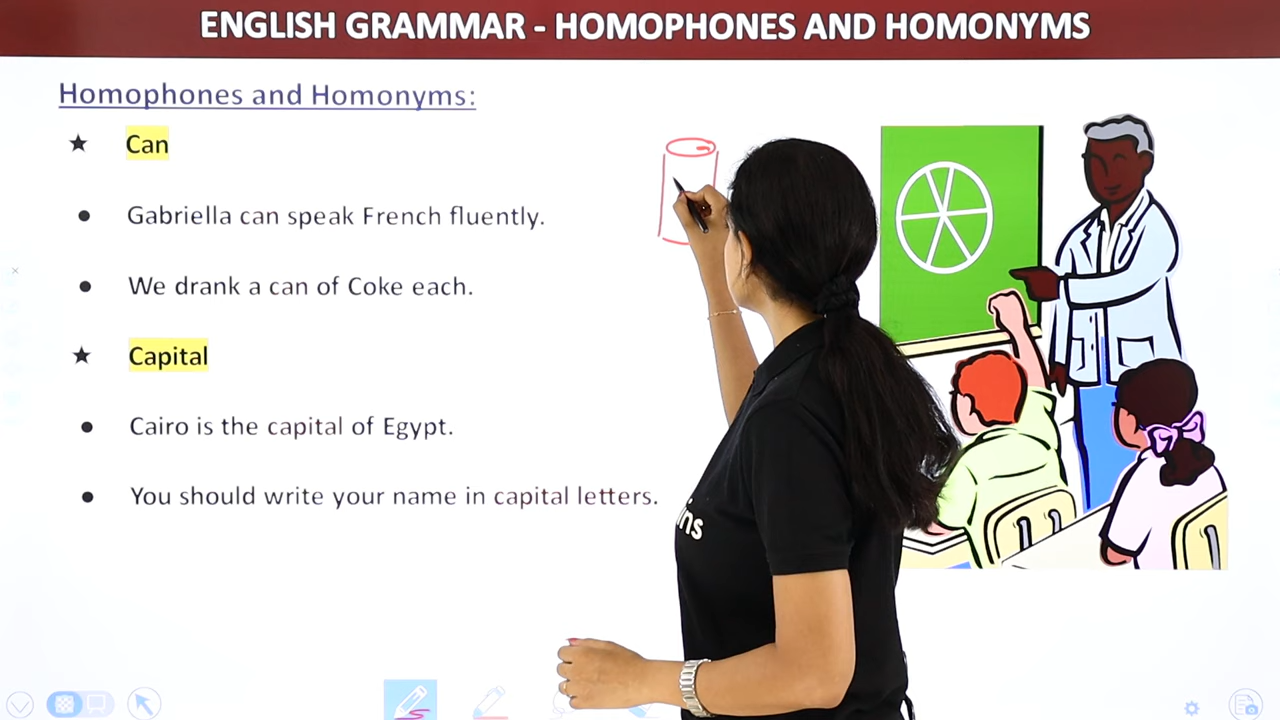 ENGLISH GRAMMAR - HOMOPHONES AND HOMONYMS
Homophones and Homonyms:
★ Can
● Gabriella can speak French fluently.
● We drank a can of Coke each.
★ Capital
● Cairo is the capital of Egypt.
● You should write your name in capital letters.